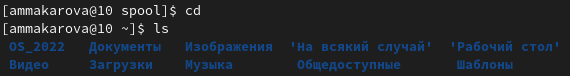 [ammakarova@10 spool]$ cd
[ammakarova@10 ~]$ ls
OS_2022 Документы Изображения 'На всякий случай' 'Рабочий стол'
Видео Загрузки Музыка Общедоступные Шаблоны